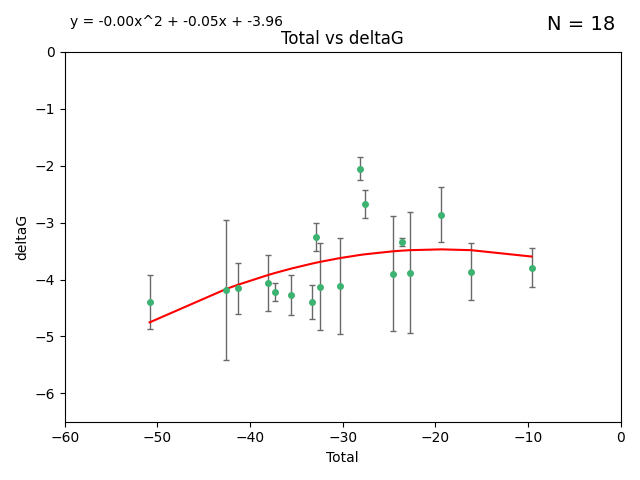 y = -0.00x^2 + -0.05x + -3.96
N = 18
Total vs deltaG
0
−1
−2
−3
−4
−5
−6
deltaG
−60 −50 −40 −30 −20 −10 0
Total